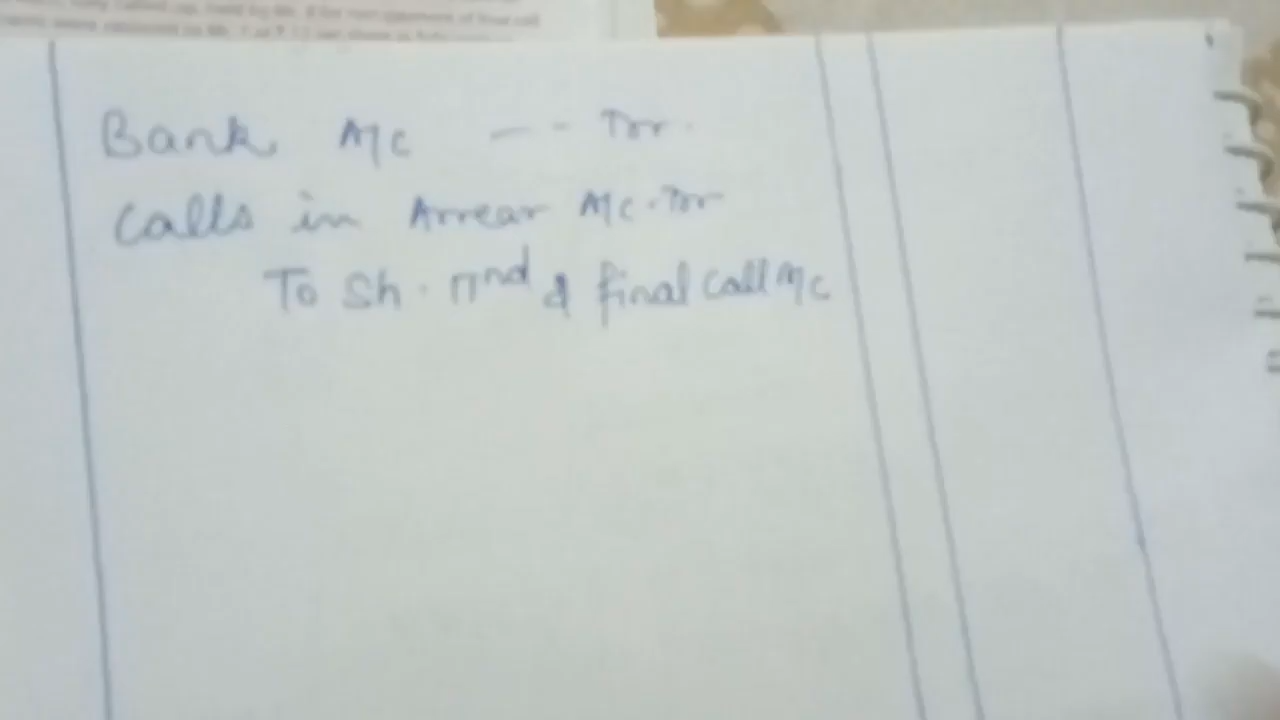 Bank A/c -- Dr.
Calls in Arrear A/c. Dr
To Sh. IInd & final call A/c